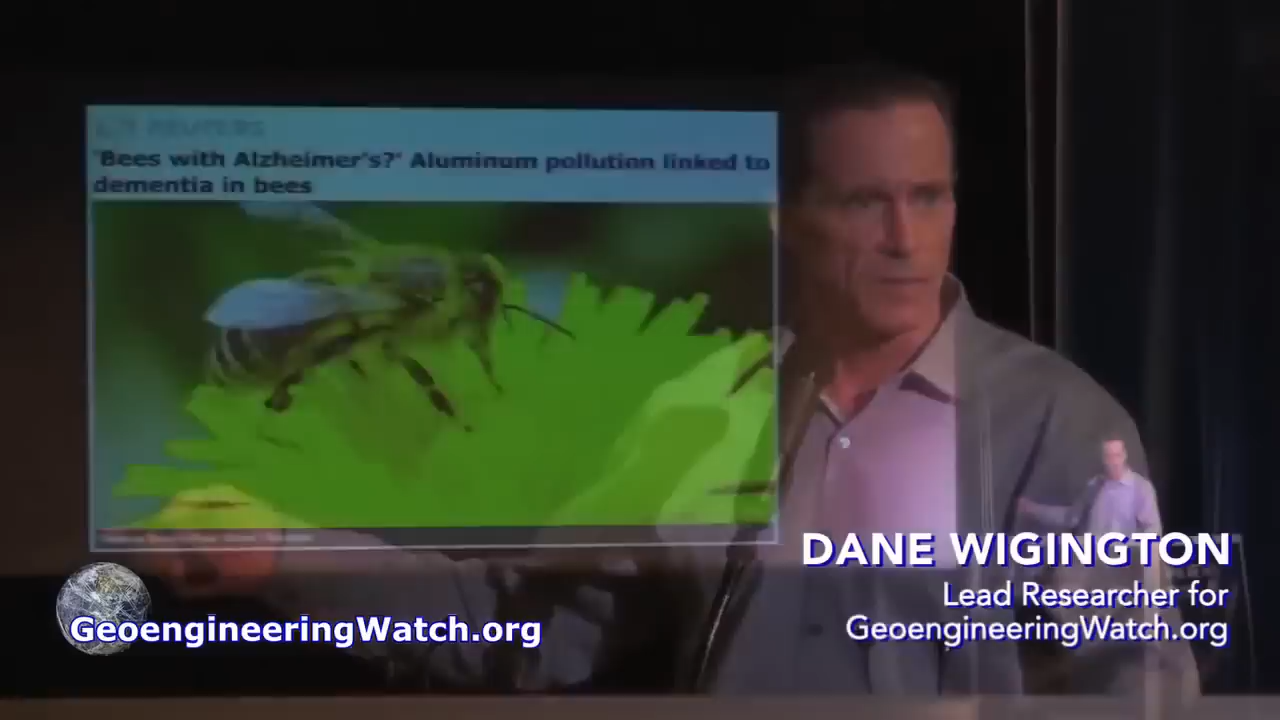 REUTERS
'Bees with Alzheimer's?' Aluminum pollution linked to
dementia in bees
DANE WIGINGTON
Lead Researcher for
GeoengineeringWatch.org
GeoengineeringWatch.org